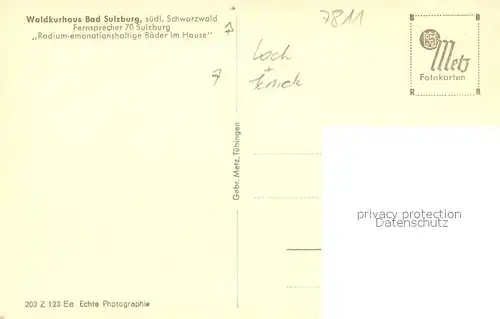 Waldkurhaus Bad Sulzburg, südl. Schwarzwald
Fernsprecher 70 Sulzburg
„Radium-emanationshaltige Bäder im Hause"
7811
Loch
+
Knick
B B
Metz
Fotokarten
R B
Gebr. Metz, Tübingen
privacy protection
Datenschutz
203 Z 123 Ee Echte Photographie